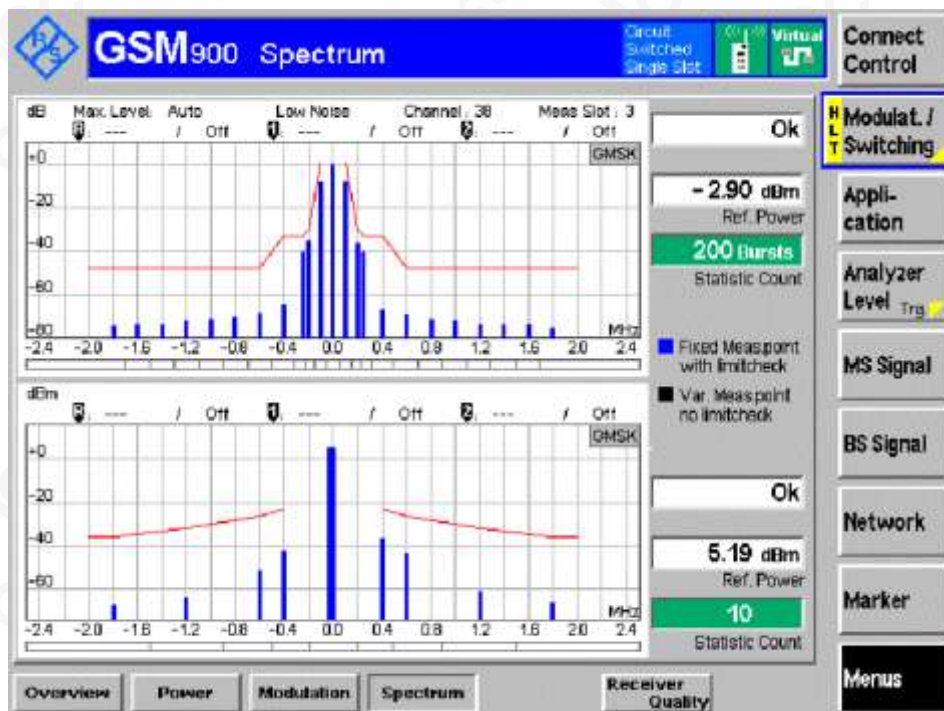 R S
GSM900 Spectrum
Circuit
Switched
Single Slot
Virtual
Connect
Control
dB Max. Level: Auto Low Noise Channel: 38 Meas Slot: 3
R: --- / Off 1: --- / Off 2: --- / Off
GMSK
+0
-20
-40
-60
-80
MHz
-2.4 -2.0 -1.6 -1.2 -0.8 -0.4 0.0 0.4 0.8 1.2 1.6 2.0 2.4
Ok
-2.90 dBm
Ref. Power
200 Bursts
Statistic Count
Fixed Meas.point
with limitcheck
Var. Meas.point
no limitcheck
dBm
R: --- / Off 1: --- / Off 2: --- / Off
GMSK
+0
-20
-40
-60
MHz
-2.4 -2.0 -1.6 -1.2 -0.8 -0.4 0.0 0.4 0.8 1.2 1.6 2.0 2.4
Ok
5.19 dBm
Ref. Power
10
Statistic Count
HLT
Modulat. /
Switching
Appli-
cation
Analyzer
Level Trg
MS Signal
BS Signal
Network
Marker
Menus
Overview
Power
Modulation
Spectrum
Receiver
Quality